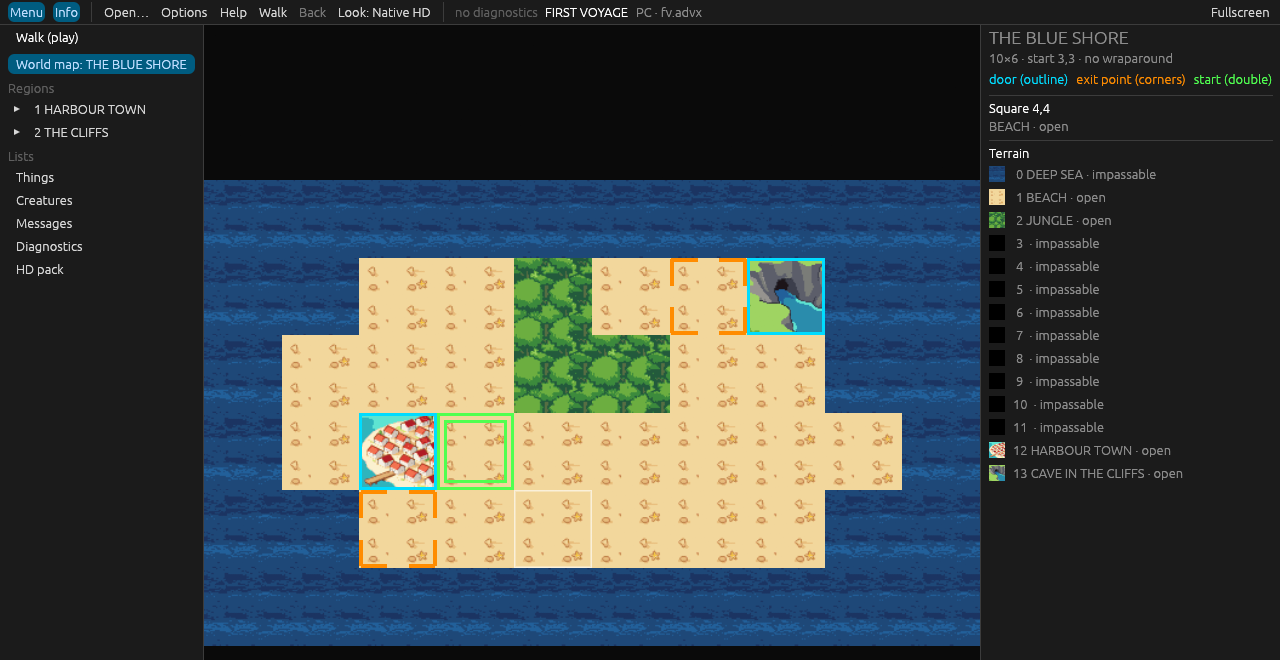 Menu Info Open… Options Help Walk Back Look: Native HD no diagnostics FIRST VOYAGE PC · fv.advx Fullscreen
Walk (play)
World map: THE BLUE SHORE
Regions
1 HARBOUR TOWN
2 THE CLIFFS
Lists
Things
Creatures
Messages
Diagnostics
HD pack
THE BLUE SHORE
10×6 · start 3,3 · no wraparound
door (outline) exit point (corners) start (double)
Square 4,4
BEACH · open
Terrain
0 DEEP SEA · impassable
1 BEACH · open
2 JUNGLE · open
3 · impassable
4 · impassable
5 · impassable
6 · impassable
7 · impassable
8 · impassable
9 · impassable
10 · impassable
11 · impassable
12 HARBOUR TOWN · open
13 CAVE IN THE CLIFFS · open